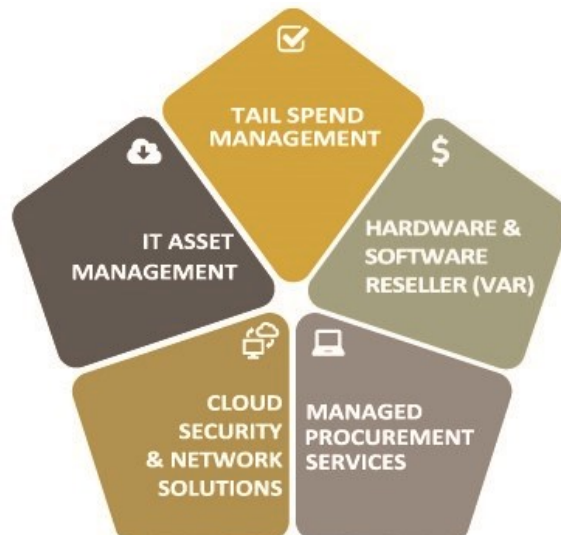 TAIL SPEND
MANAGEMENT
IT ASSET
MANAGEMENT
$
HARDWARE &
SOFTWARE
RESELLER (VAR)
CLOUD
SECURITY
& NETWORK
SOLUTIONS
MANAGED
PROCUREMENT
SERVICES